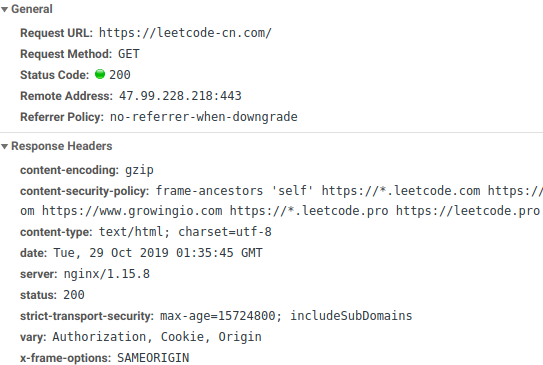 General
Request URL: https://leetcode-cn.com/
Request Method: GET
Status Code: 200
Remote Address: 47.99.228.218:443
Referrer Policy: no-referrer-when-downgrade
Response Headers
content-encoding: gzip
content-security-policy: frame-ancestors 'self' https://*.leetcode.com https://
om https://www.growingio.com https://*.leetcode.pro https://leetcode.pro
content-type: text/html; charset=utf-8
date: Tue, 29 Oct 2019 01:35:45 GMT
server: nginx/1.15.8
status: 200
strict-transport-security: max-age=15724800; includeSubDomains
vary: Authorization, Cookie, Origin
x-frame-options: SAMEORIGIN